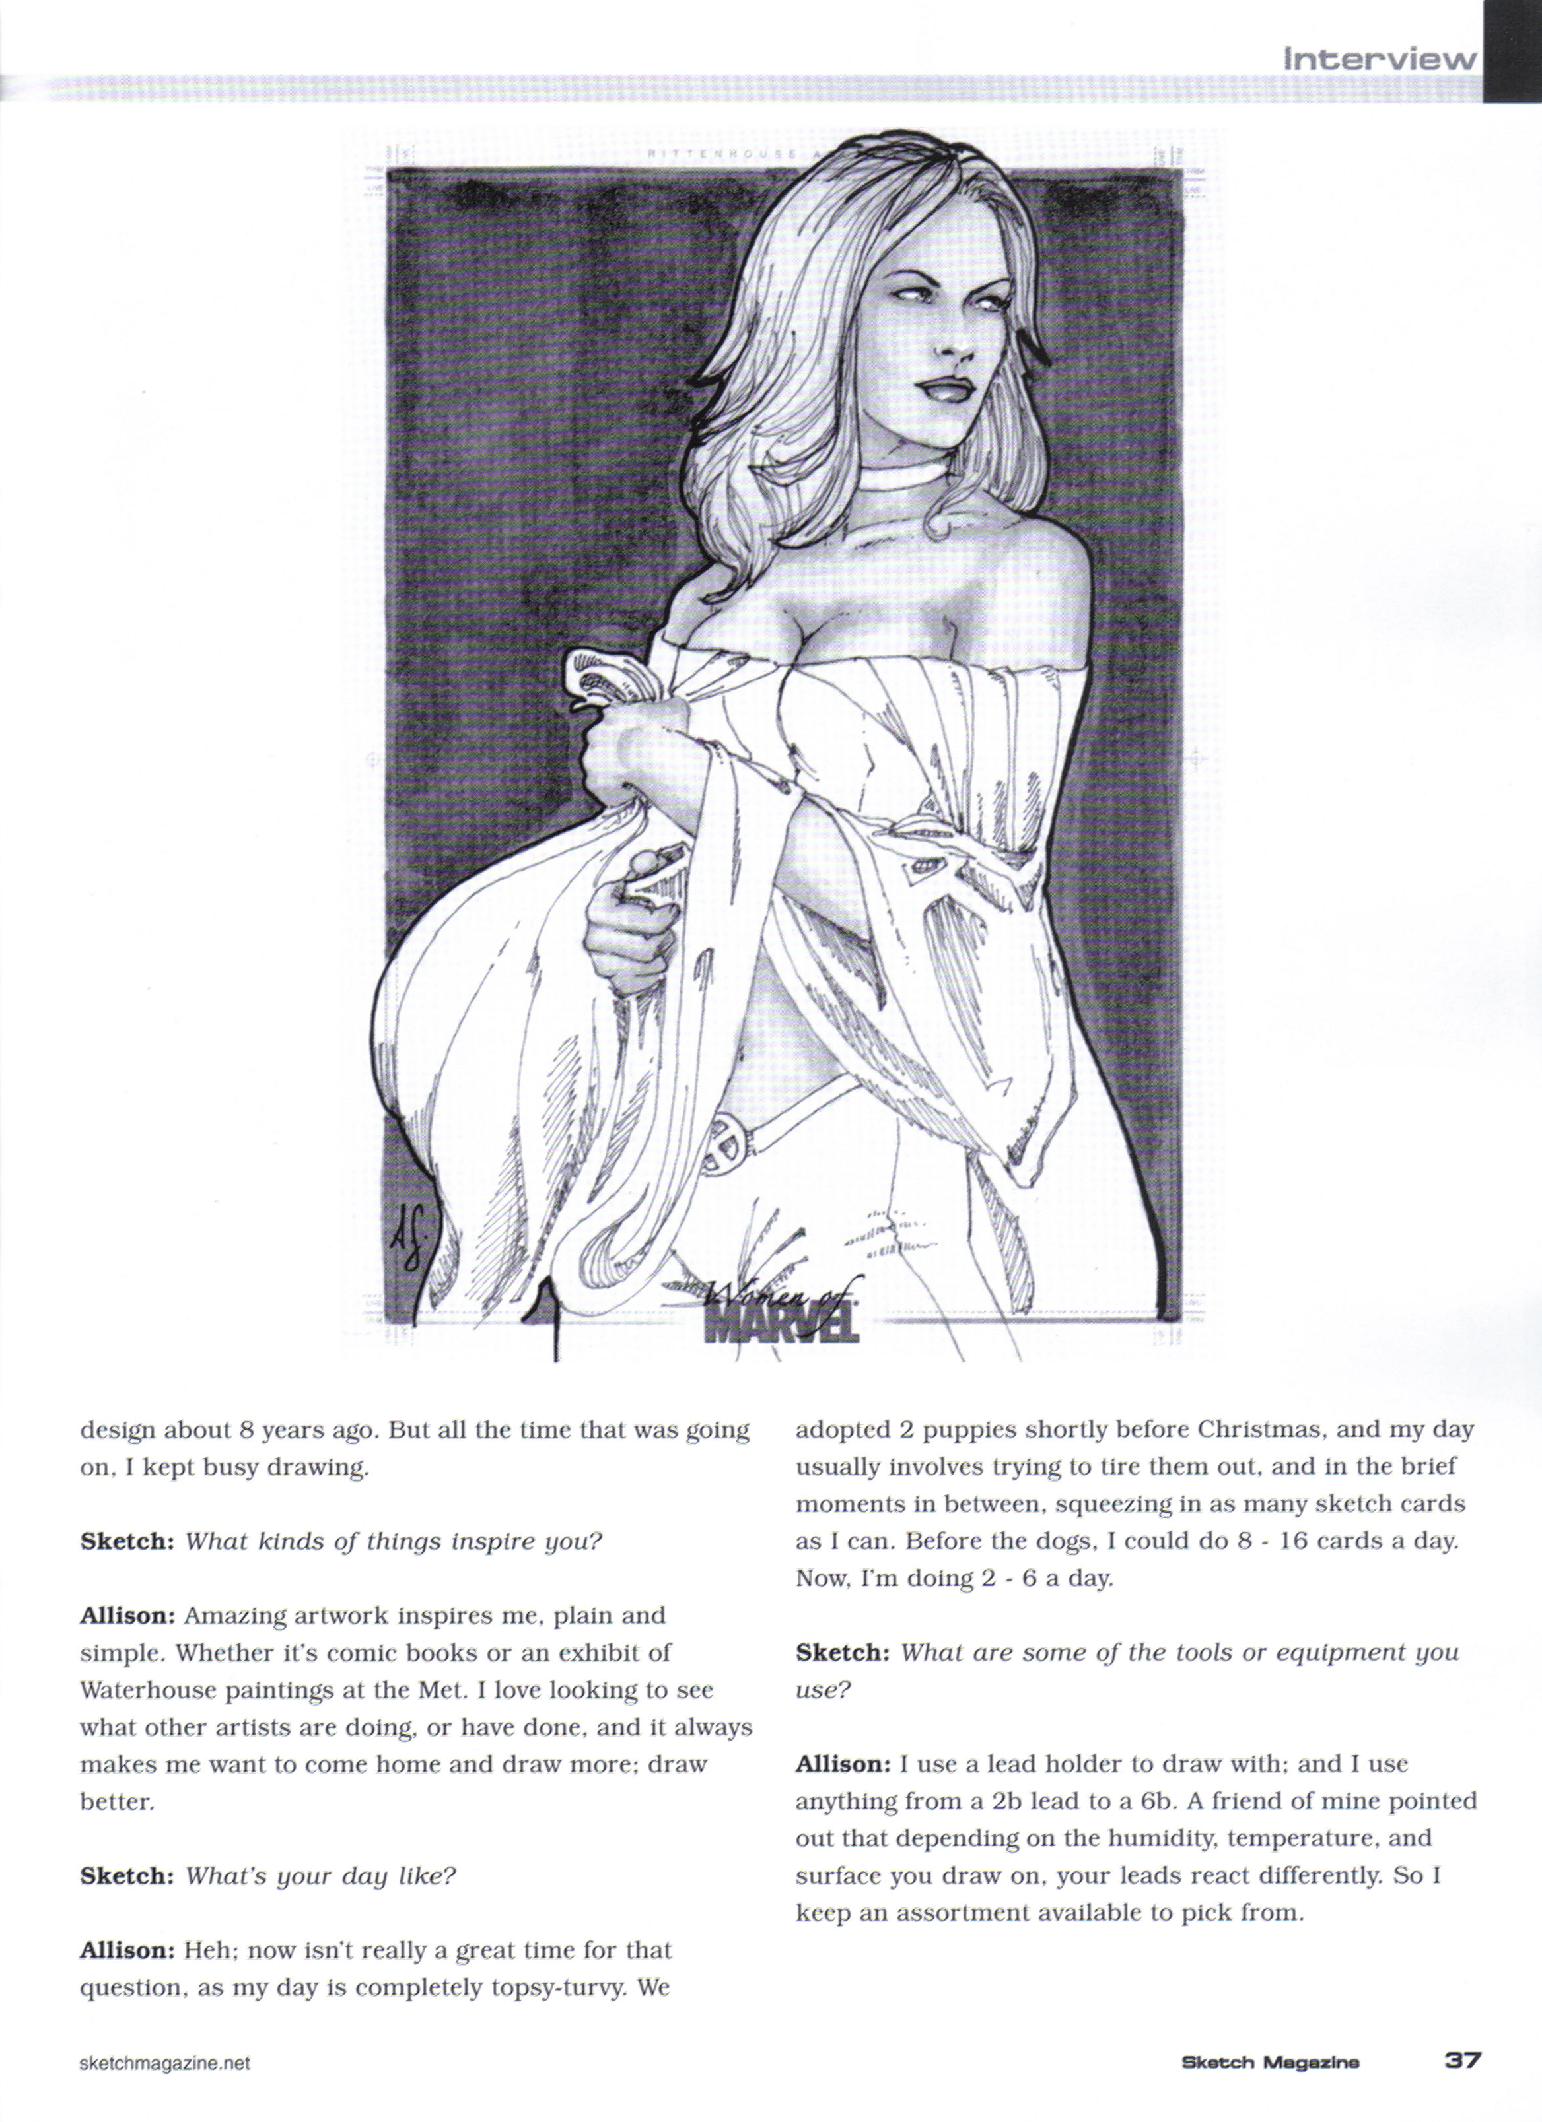 Interview
RITTENHOUSE A
AS.
Women of
MARVEL
design about 8 years ago. But all the time that was going
on, I kept busy drawing.
Sketch: What kinds of things inspire you?
Allison: Amazing artwork inspires me, plain and
simple. Whether it's comic books or an exhibit of
Waterhouse paintings at the Met. I love looking to see
what other artists are doing, or have done, and it always
makes me want to come home and draw more; draw
better.
Sketch: What's your day like?
Allison: Heh; now isn't really a great time for that
question, as my day is completely topsy-turvy. We
adopted 2 puppies shortly before Christmas, and my day
usually involves trying to tire them out, and in the brief
moments in between, squeezing in as many sketch cards
as I can. Before the dogs, I could do 8 - 16 cards a day.
Now, I'm doing 2 - 6 a day.
Sketch: What are some of the tools or equipment you
use?
Allison: I use a lead holder to draw with; and I use
anything from a 2b lead to a 6b. A friend of mine pointed
out that depending on the humidity, temperature, and
surface you draw on, your leads react differently. So I
keep an assortment available to pick from.
sketchmagazine.net
Sketch Magazine 37